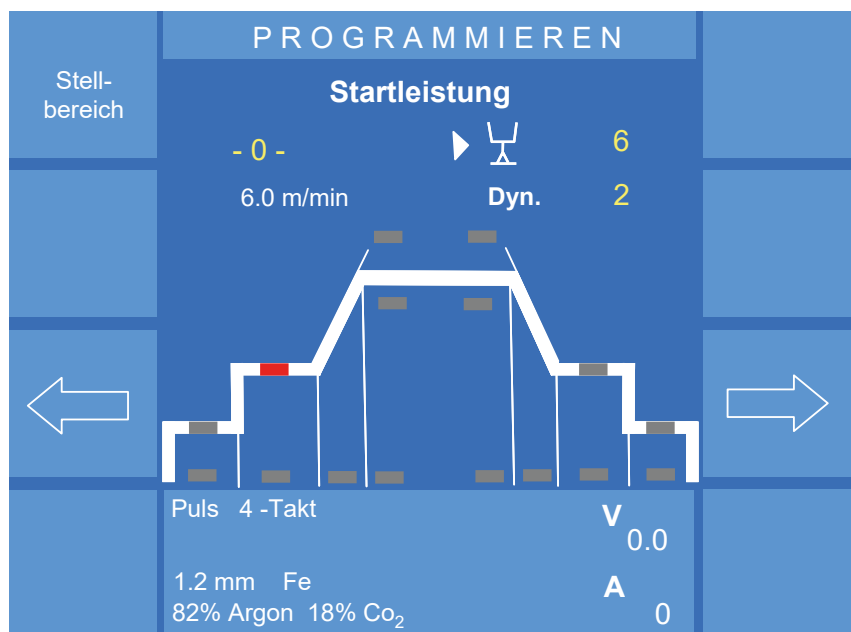 PROGRAMMIEREN
Stell-
bereich
Startleistung
- 0 -
6
6.0 m/min
Dyn.
2
Puls 4 -Takt
V
0.0
1.2 mm Fe
A
82% Argon 18% Co₂
0